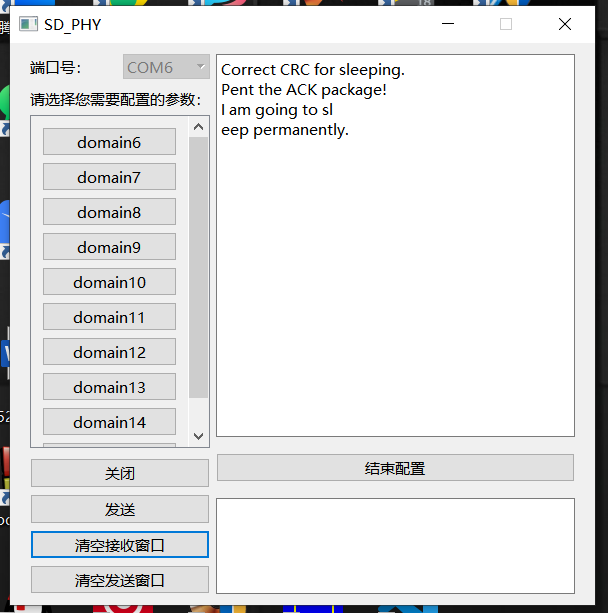 SD_PHY
端口号：
COM6
请选择您需要配置的参数：
domain6
domain7
domain8
domain9
domain10
domain11
domain12
domain13
domain14
关闭
发送
清空接收窗口
清空发送窗口
Correct CRC for sleeping.
Pent the ACK package!
I am going to sl
eep permanently.
结束配置